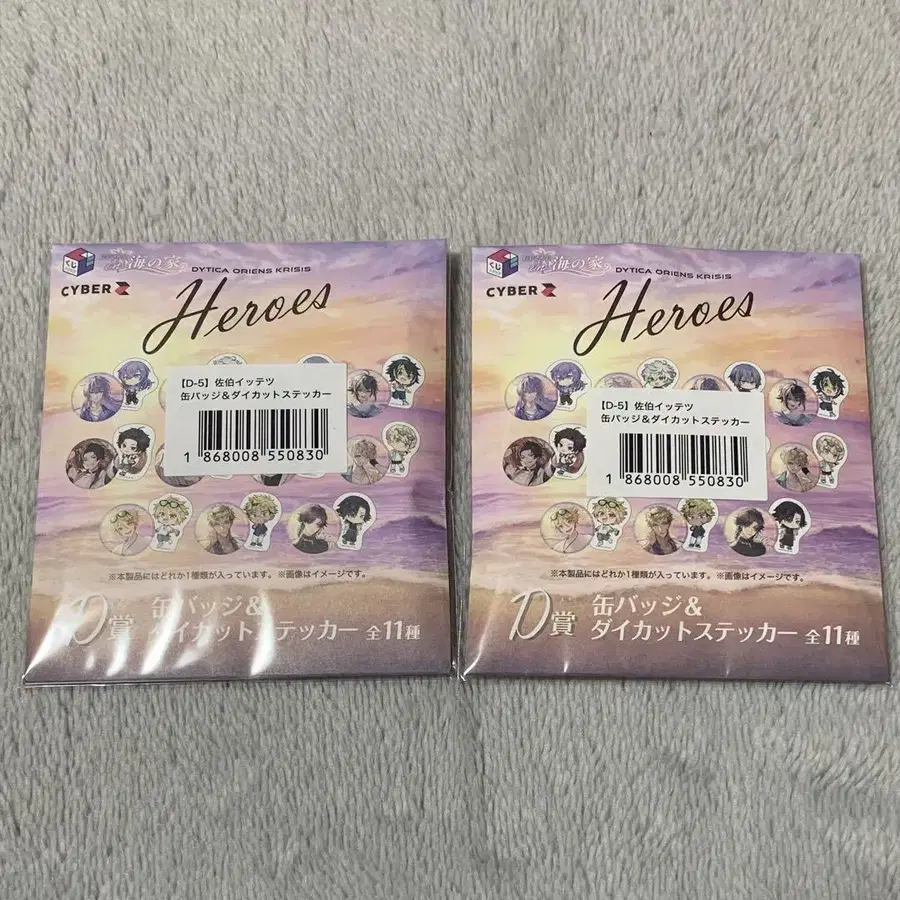 くじ
海の家
DYTICA ORIENS KRISIS
CYBER Z
Heroes
【D-5】佐伯イッテツ
缶バッジ＆ダイカットステッカー
1 868008 550830
※本製品にはどれか1種類が入っています。※画像はイメージです。
D賞 缶バッジ&
ダイカットステッカー 全11種
くじ
海の家
DYTICA ORIENS KRISIS
CYBER Z
Heroes
【D-5】佐伯イッテツ
缶バッジ＆ダイカットステッカー
1 868008 550830
※本製品にはどれか1種類が入っています。※画像はイメージです。
D賞 缶バッジ&
ダイカットステッカー 全11種